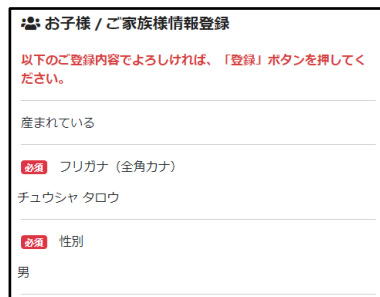 お子様 / ご家族様情報登録
以下のご登録内容でよろしければ、「登録」ボタンを押してく
ださい。
産まれている
必須 フリガナ（全角カナ）
チュウシャ タロウ
必須 性別
男